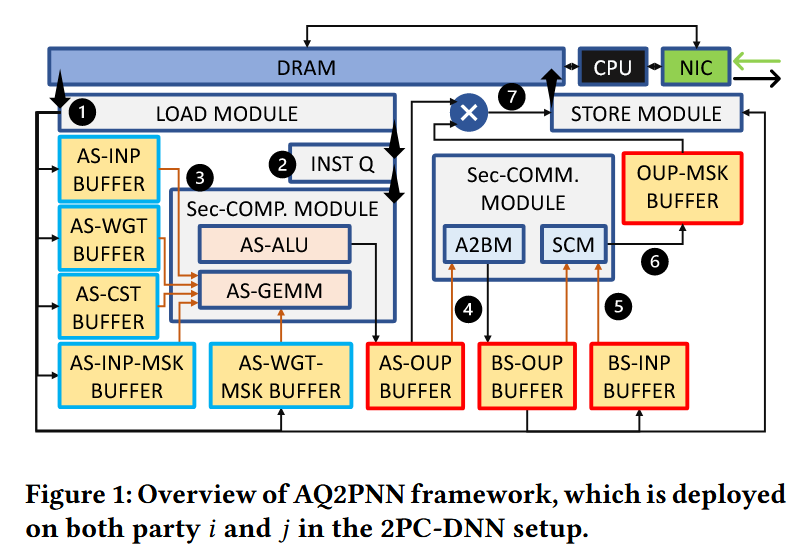 DRAM
CPU
NIC
1
LOAD MODULE
7
×
STORE MODULE
AS-INP
BUFFER
2
INST Q
3
Sec-COMP. MODULE
Sec-COMM.
MODULE
OUP-MSK
BUFFER
AS-WGT
BUFFER
AS-ALU
A2BM
SCM
6
AS-CST
BUFFER
AS-GEMM
4
5
AS-INP-MSK
BUFFER
AS-WGT-
MSK BUFFER
AS-OUP
BUFFER
BS-OUP
BUFFER
BS-INP
BUFFER
Figure 1: Overview of AQ2PNN framework, which is deployed
on both party i and j in the 2PC-DNN setup.